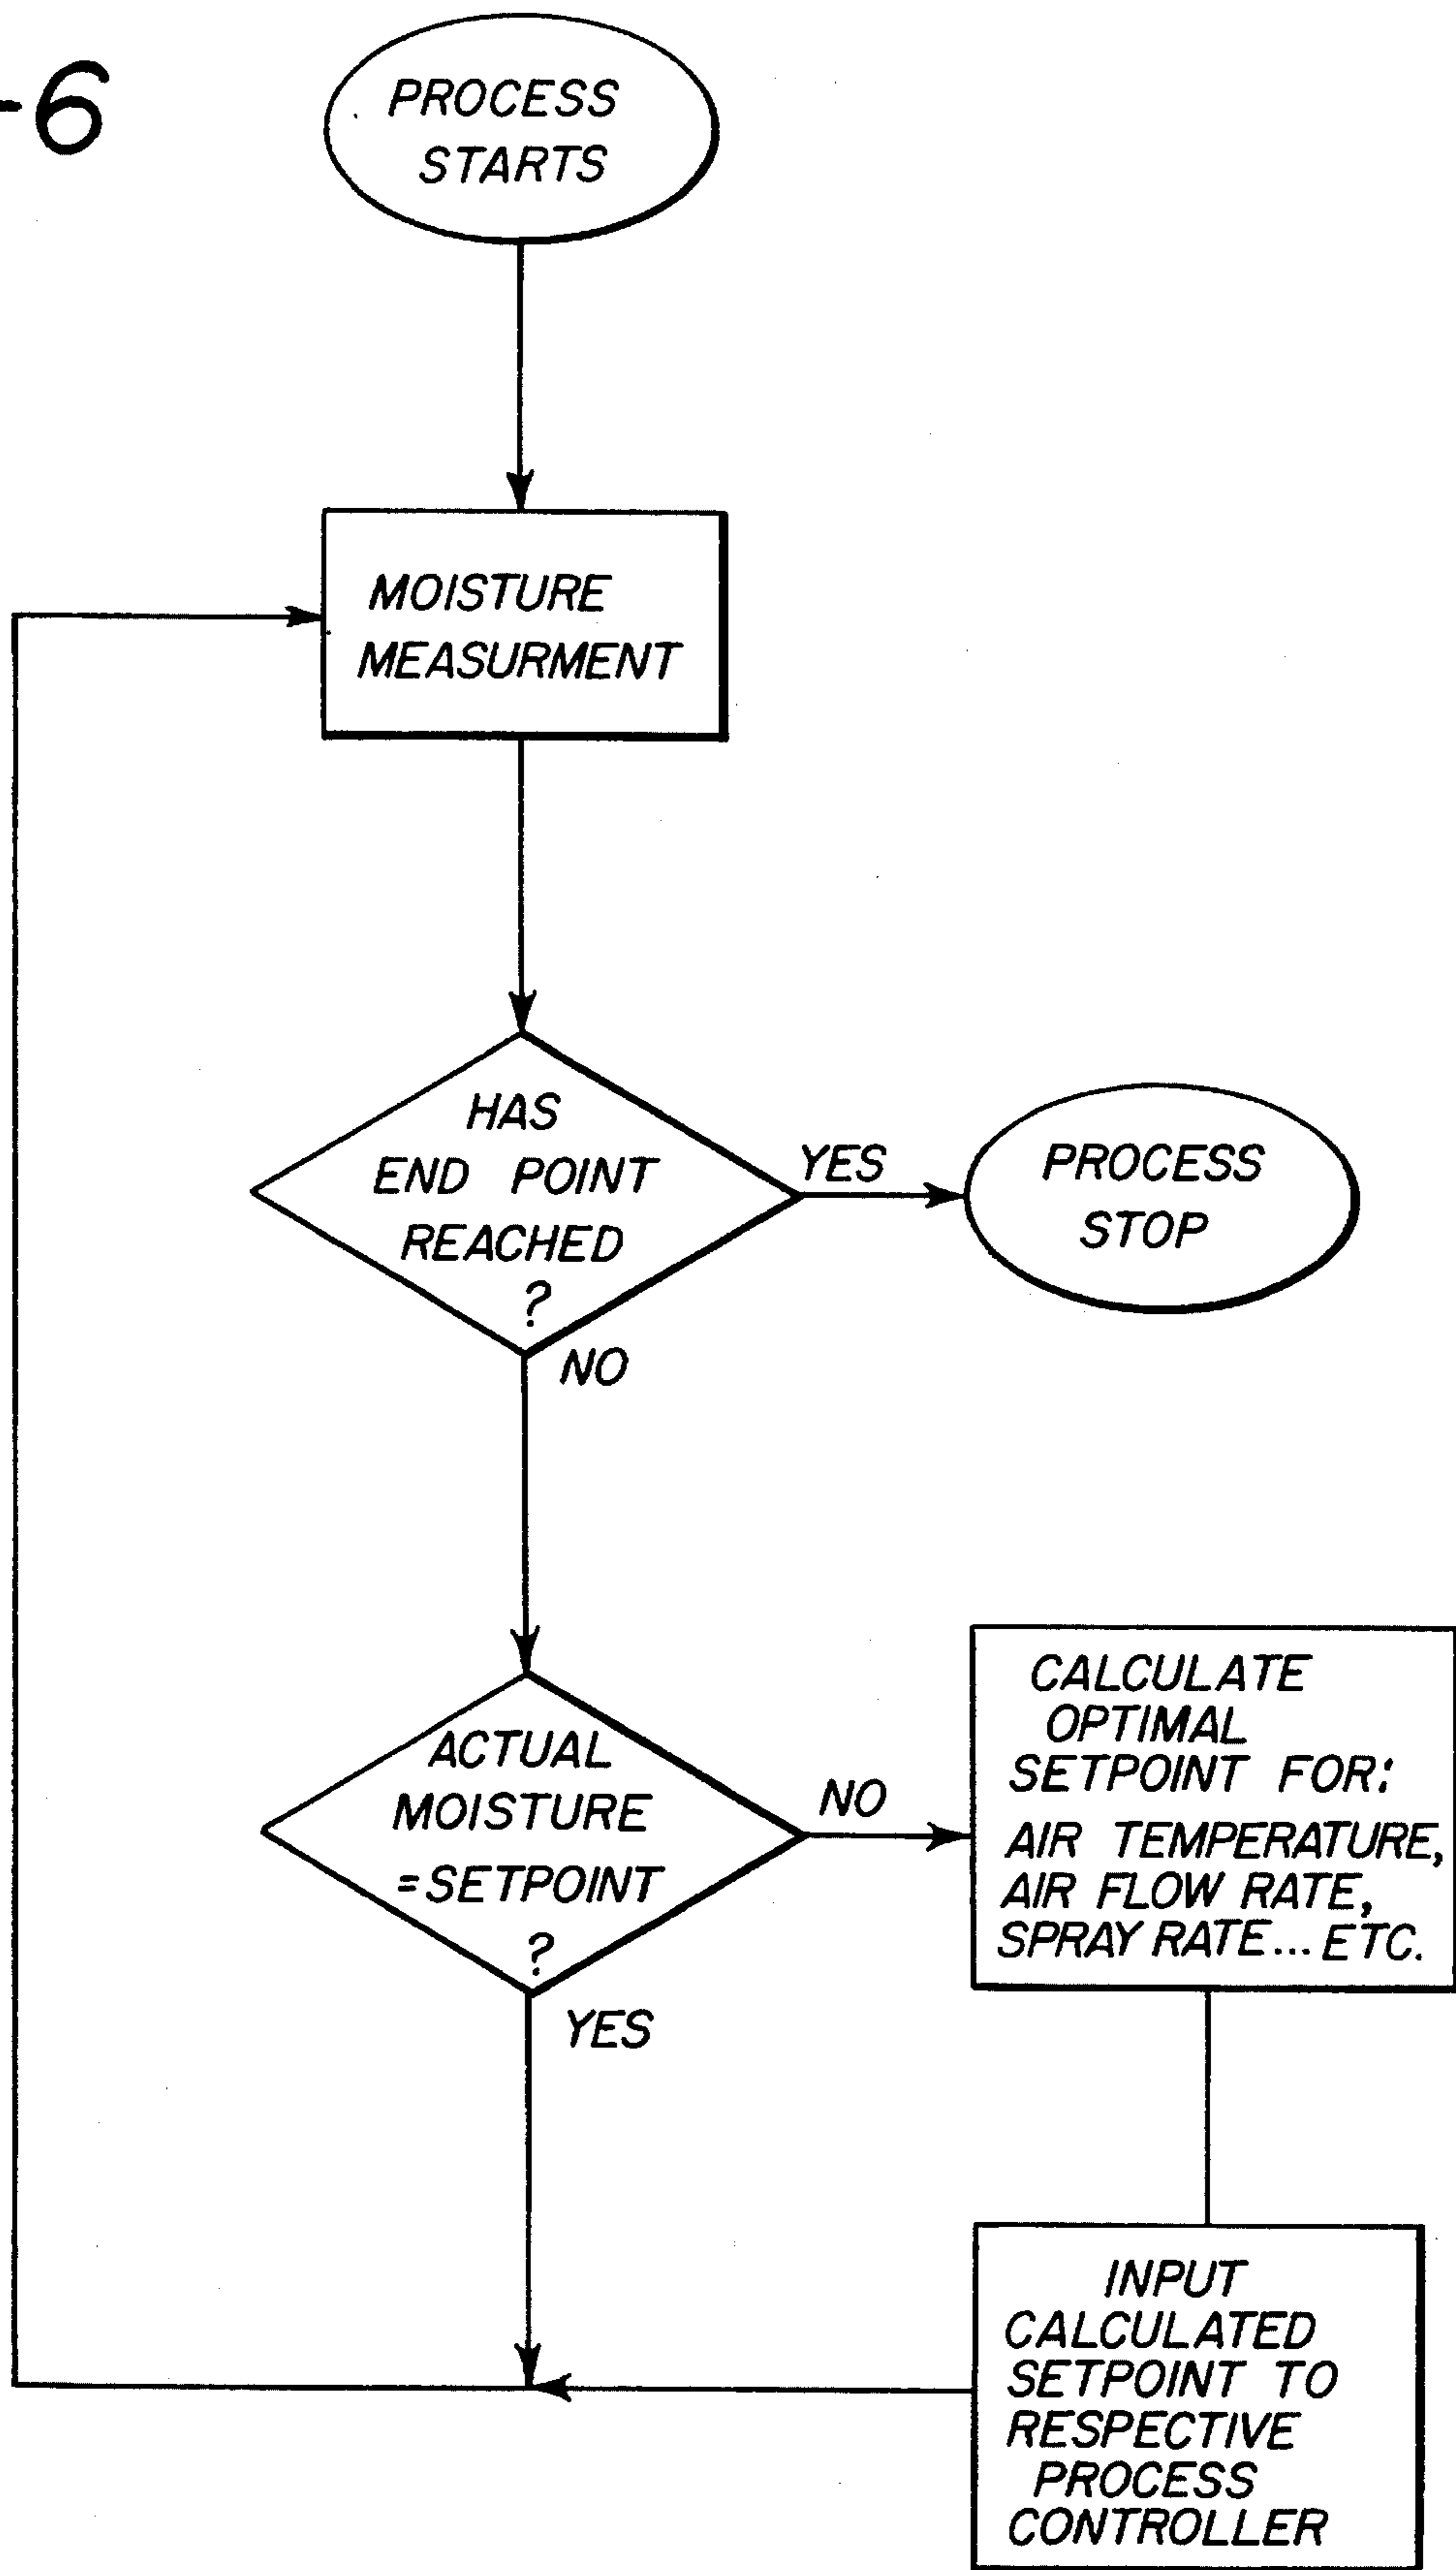 -6
PROCESS
STARTS
MOISTURE
MEASURMENT
HAS
END POINT
REACHED
?
YES
PROCESS
STOP
NO
ACTUAL
MOISTURE
=SETPOINT
?
NO
CALCULATE
OPTIMAL
SETPOINT FOR:
AIR TEMPERATURE,
AIR FLOW RATE,
SPRAY RATE... ETC.
YES
INPUT
CALCULATED
SETPOINT TO
RESPECTIVE
PROCESS
CONTROLLER